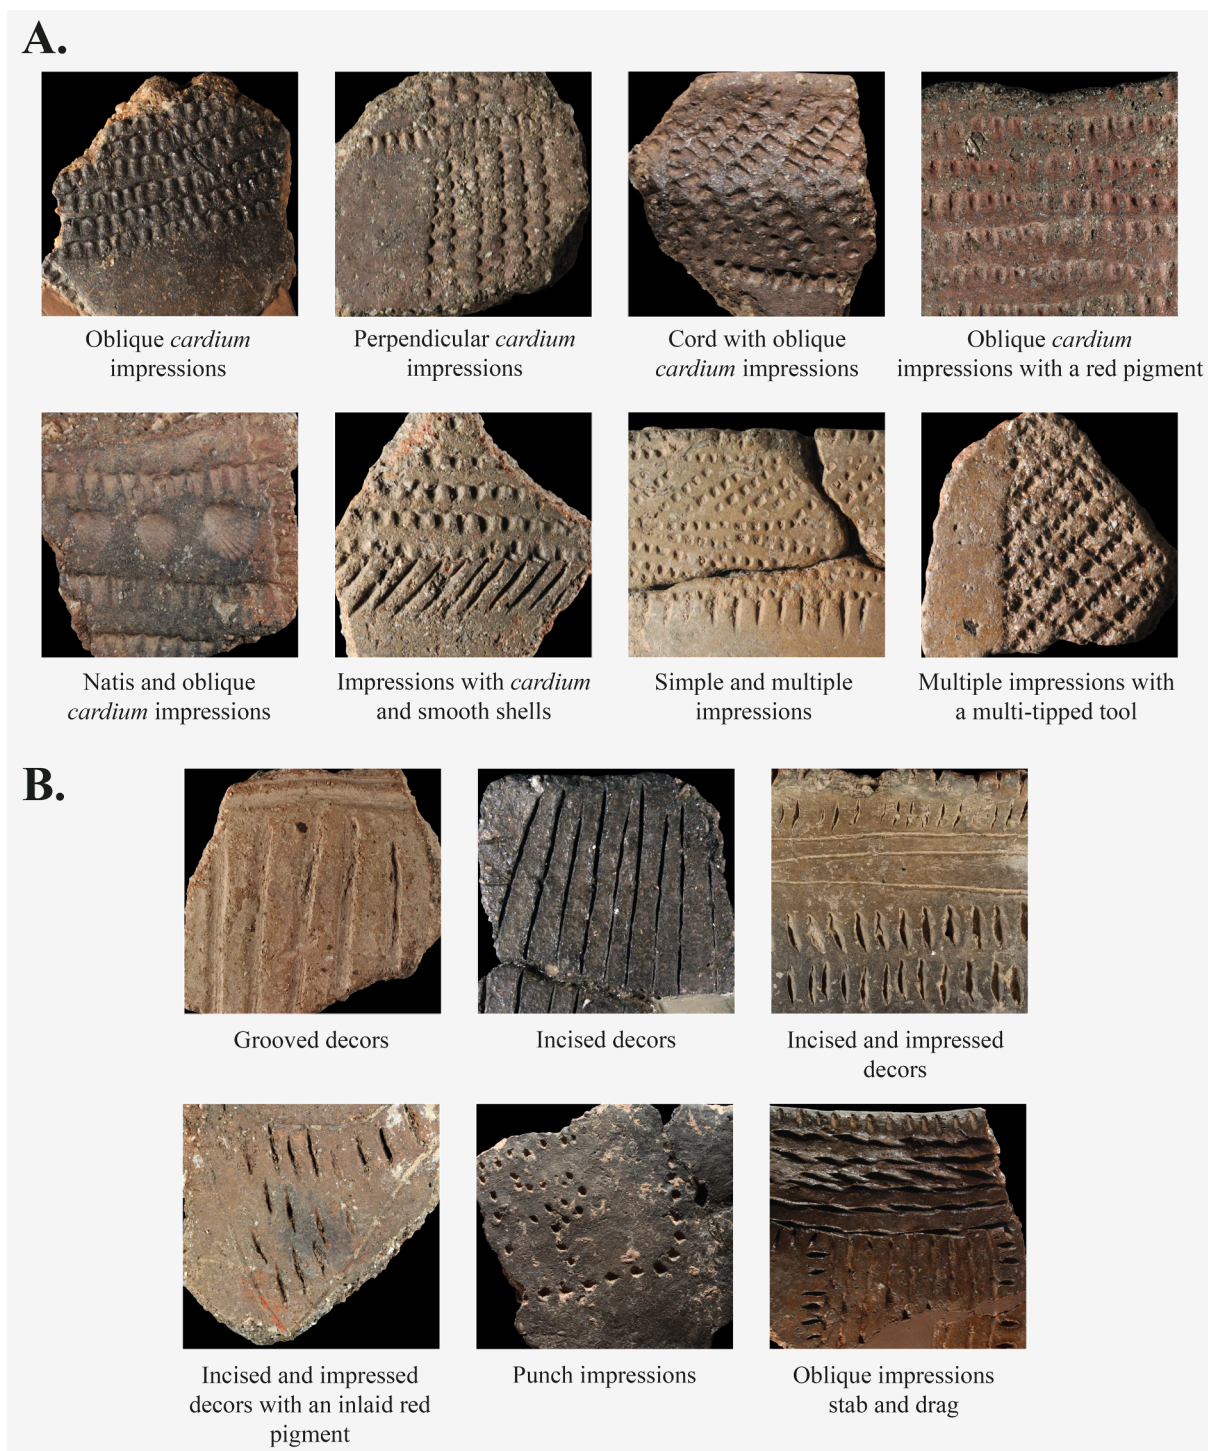 A.
Oblique cardium
impressions
Perpendicular cardium
impressions
Cord with oblique
cardium impressions
Oblique cardium
impressions with a red pigment
Natis and oblique
cardium impressions
Impressions with cardium
and smooth shells
Simple and multiple
impressions
Multiple impressions with
a multi-tipped tool
B.
Grooved decors
Incised decors
Incised and impressed
decors
Incised and impressed
decors with an inlaid red
pigment
Punch impressions
Oblique impressions
stab and drag